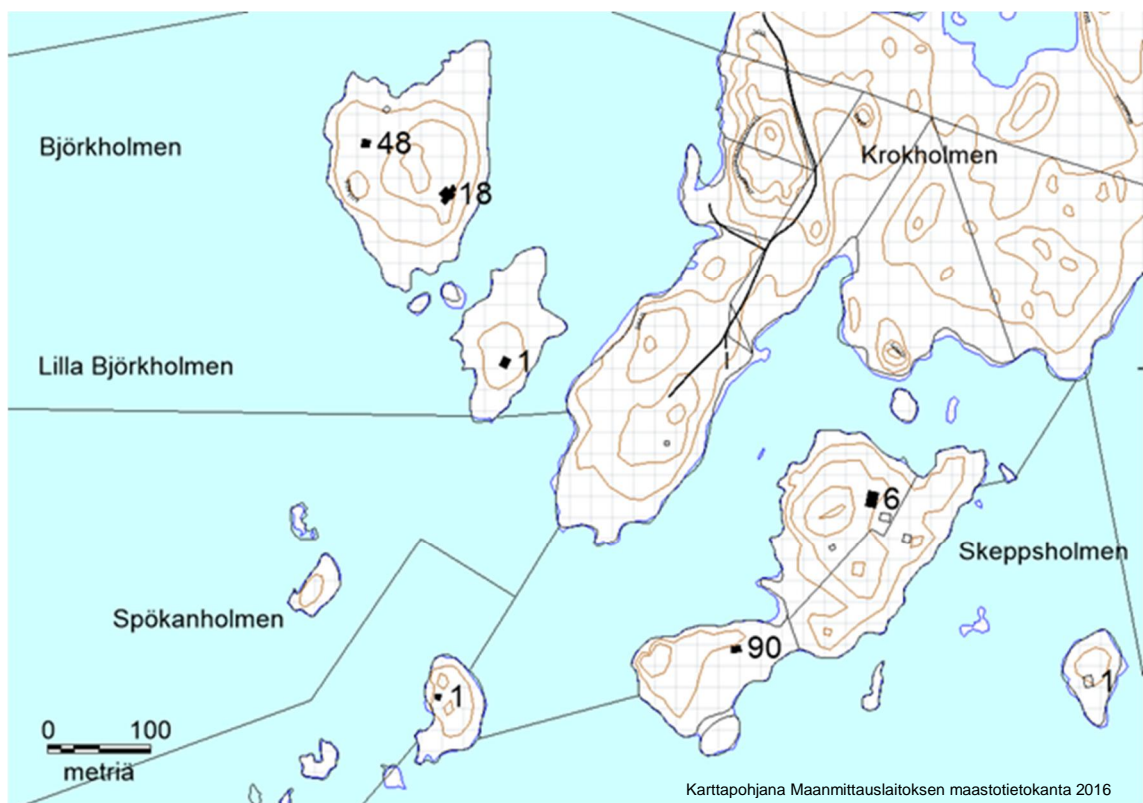 Björkholmen
48
18
Krokholmen
Lilla Björkholmen
1
6
Skeppsholmen
Spökanholmen
90
1
1
0 100
metriä
Karttapohjana Maanmittauslaitoksen maastotietokanta 2016